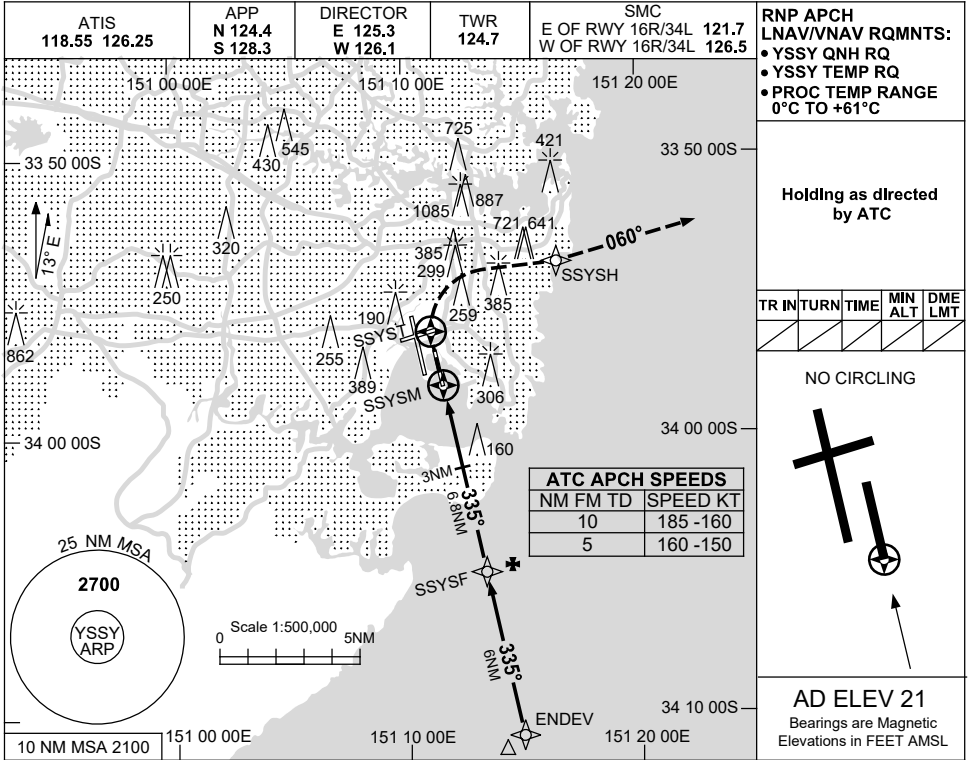 ATIS
118.55 126.25
APP
N 124.4
S 128.3
DIRECTOR
E 125.3
W 126.1
TWR
124.7
SMC
E OF RWY 16R/34L 121.7
W OF RWY 16R/34L 126.5
RNP APCH
LNAV/VNAV RQMNTS:
• YSSY QNH RQ
• YSSY TEMP RQ
• PROC TEMP RANGE
0°C TO +61°C
Holding as directed
by ATC
TR IN TURN TIME MIN ALT DME LMT
NO CIRCLING
AD ELEV 21
Bearings are Magnetic
Elevations in FEET AMSL
151 00 00E
151 10 00E
151 20 00E
33 50 00S
33 50 00S
545
430
725
421
887
1085
320
721 641
060°
SSYSH
13° E
385
299
250
385
259
190
SSYST
862
255
389
306
SSYSM
34 00 00S
34 00 00S
160
3NM
335°
6.8NM
ATC APCH SPEEDS
NM FM TD SPEED KT
10 185 -160
5 160 -150
25 NM MSA
2700
YSSY
ARP
SSYSF
Scale 1:500,000
0 5NM
335°
6NM
34 10 00S
ENDEV
10 NM MSA 2100
151 00 00E
151 10 00E
151 20 00E